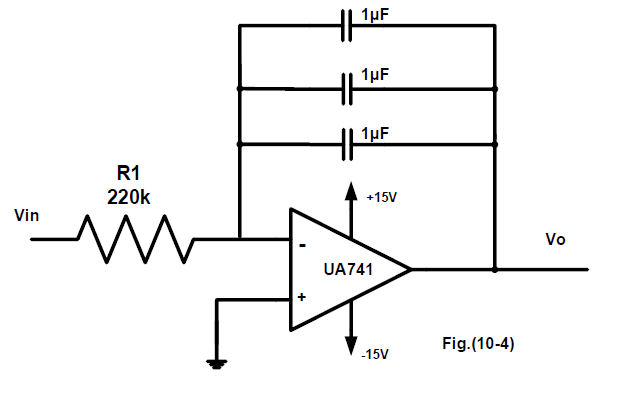 1µF
1µF
1µF
R1
220k
+15V
Vin
Vo
-
UA741
+
Fig.(10-4)
-15V